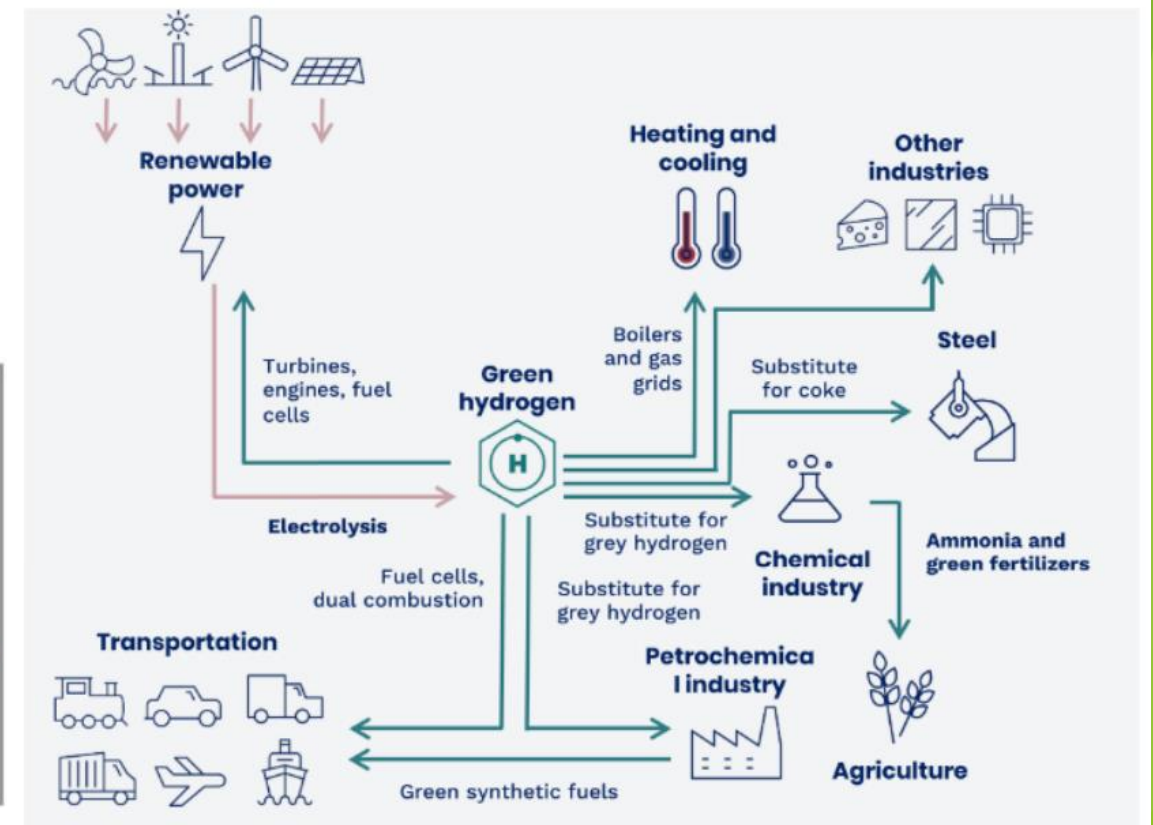 Renewable
power
Heating and
cooling
Other
industries
Turbines,
engines, fuel
cells
Green
hydrogen
H
Boilers
and gas
grids
Substitute
for coke
Steel
Electrolysis
Substitute for
grey hydrogen
Chemical
industry
Ammonia and
green fertilizers
Fuel cells,
dual combustion
Substitute for
grey hydrogen
Transportation
Petrochemica
l industry
Agriculture
Green synthetic fuels